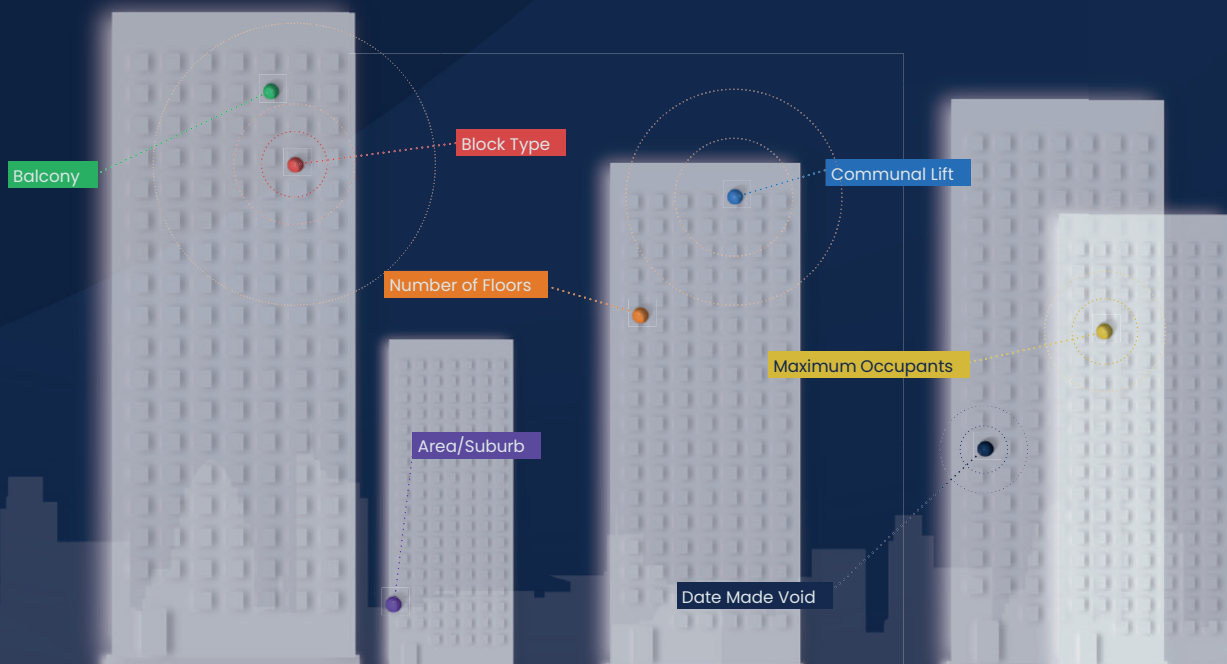 Block Type
Balcony
Communal Lift
Number of Floors
Maximum Occupants
Area/Suburb
Date Made Void